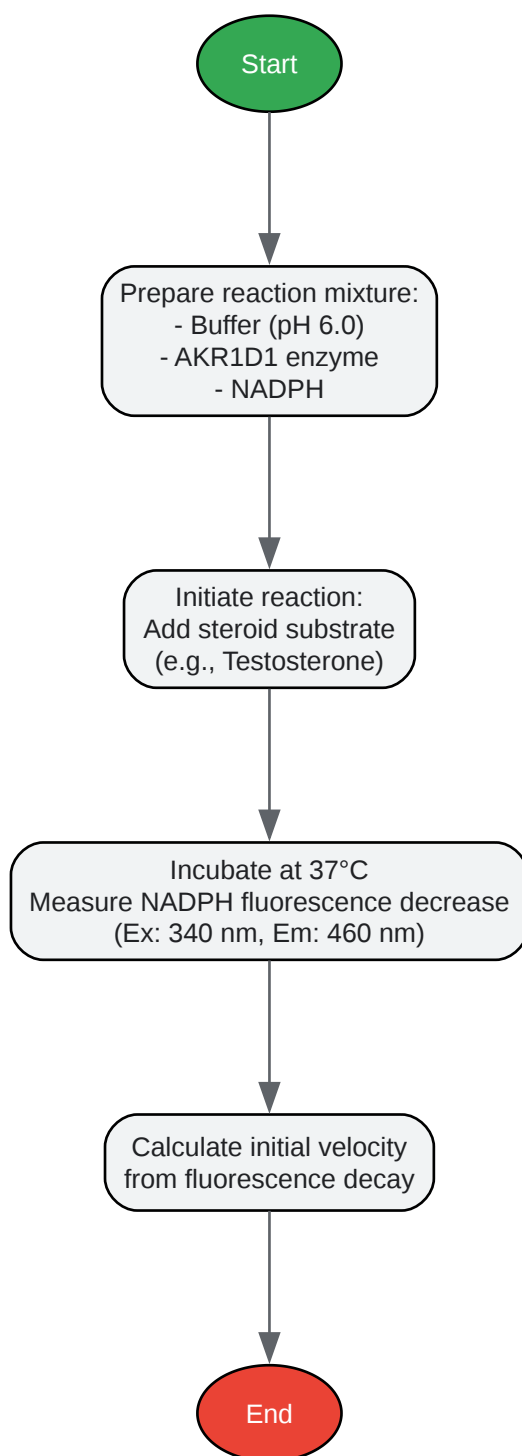 Start
Prepare reaction mixture:
- Buffer (pH 6.0)
- AKR1D1 enzyme
- NADPH
Initiate reaction:
Add steroid substrate
(e.g., Testosterone)
Incubate at 37°C
Measure NADPH fluorescence decrease
(Ex: 340 nm, Em: 460 nm)
Calculate initial velocity
from fluorescence decay
End